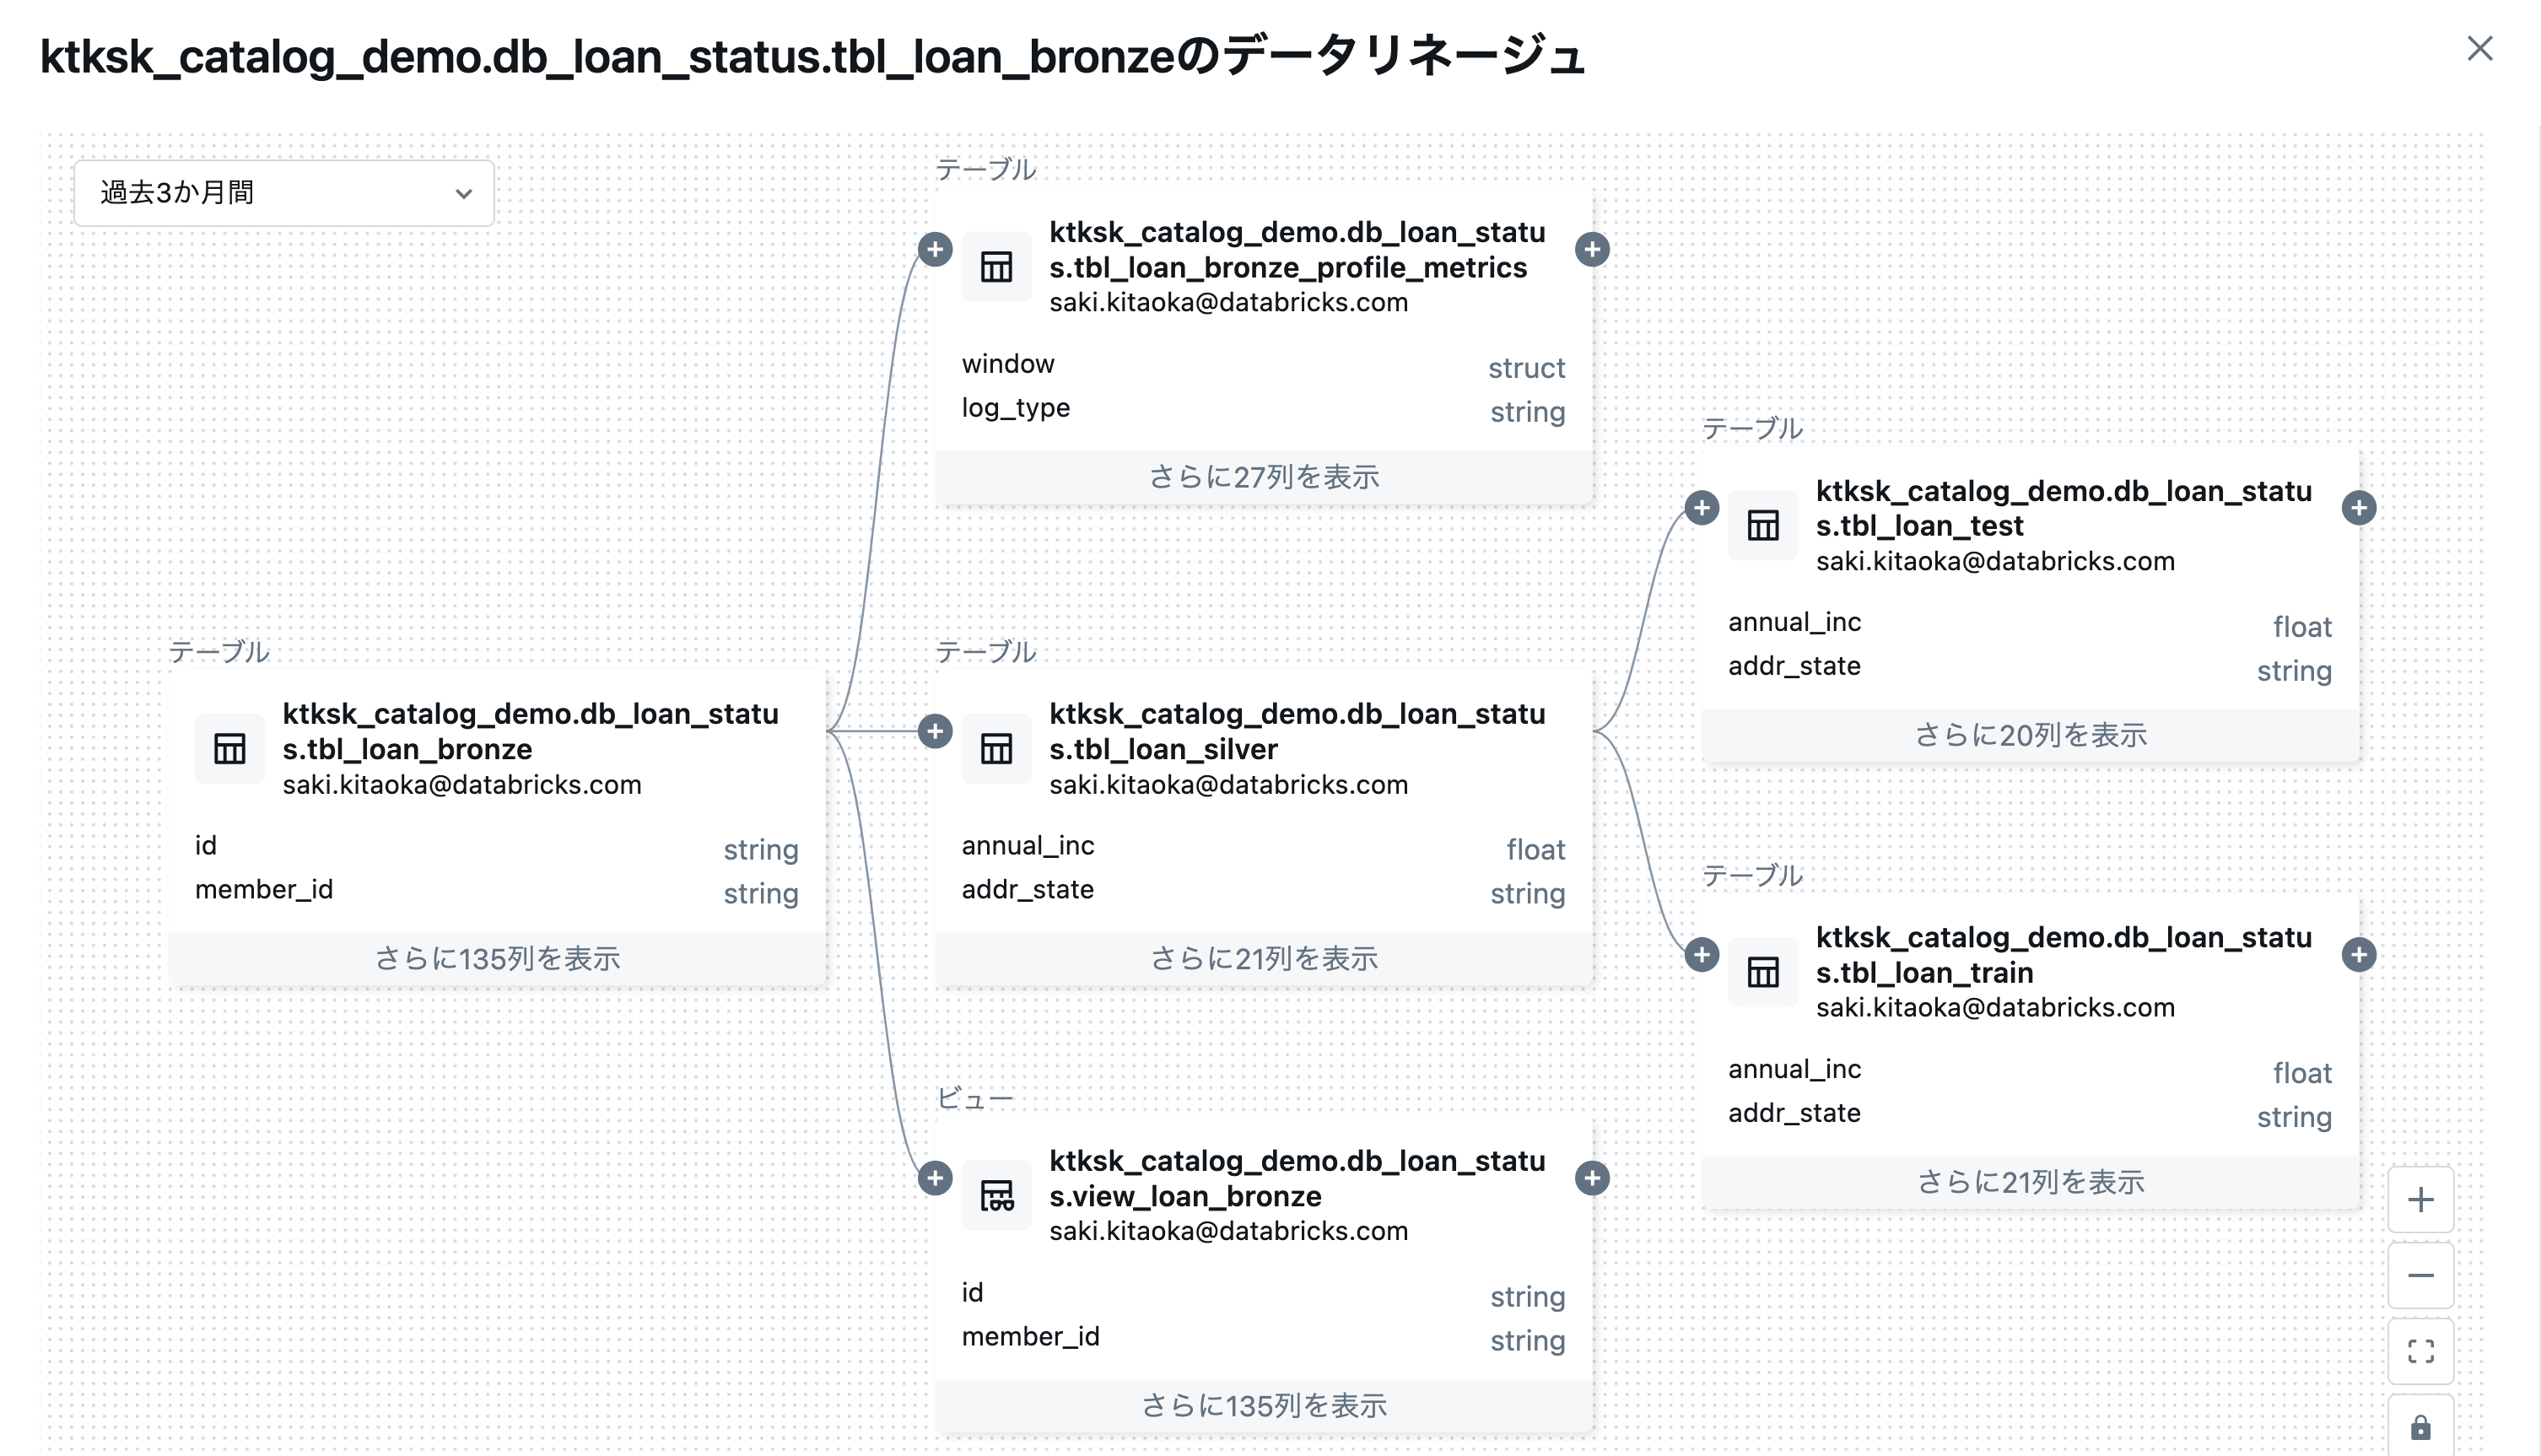 ktksk_catalog_demo.db_loan_status.tbl_loan_bronzeのデータリネージュ
過去3か月間
テーブル
ktksk_catalog_demo.db_loan_statu
s.tbl_loan_bronze
saki.kitaoka@databricks.com
id string
member_id string
さらに135列を表示
テーブル
ktksk_catalog_demo.db_loan_statu
s.tbl_loan_bronze_profile_metrics
saki.kitaoka@databricks.com
window struct
log_type string
さらに27列を表示
テーブル
ktksk_catalog_demo.db_loan_statu
s.tbl_loan_silver
saki.kitaoka@databricks.com
annual_inc float
addr_state string
さらに21列を表示
ビュー
ktksk_catalog_demo.db_loan_statu
s.view_loan_bronze
saki.kitaoka@databricks.com
id string
member_id string
さらに135列を表示
テーブル
ktksk_catalog_demo.db_loan_statu
s.tbl_loan_test
saki.kitaoka@databricks.com
annual_inc float
addr_state string
さらに20列を表示
テーブル
ktksk_catalog_demo.db_loan_statu
s.tbl_loan_train
saki.kitaoka@databricks.com
annual_inc float
addr_state string
さらに21列を表示